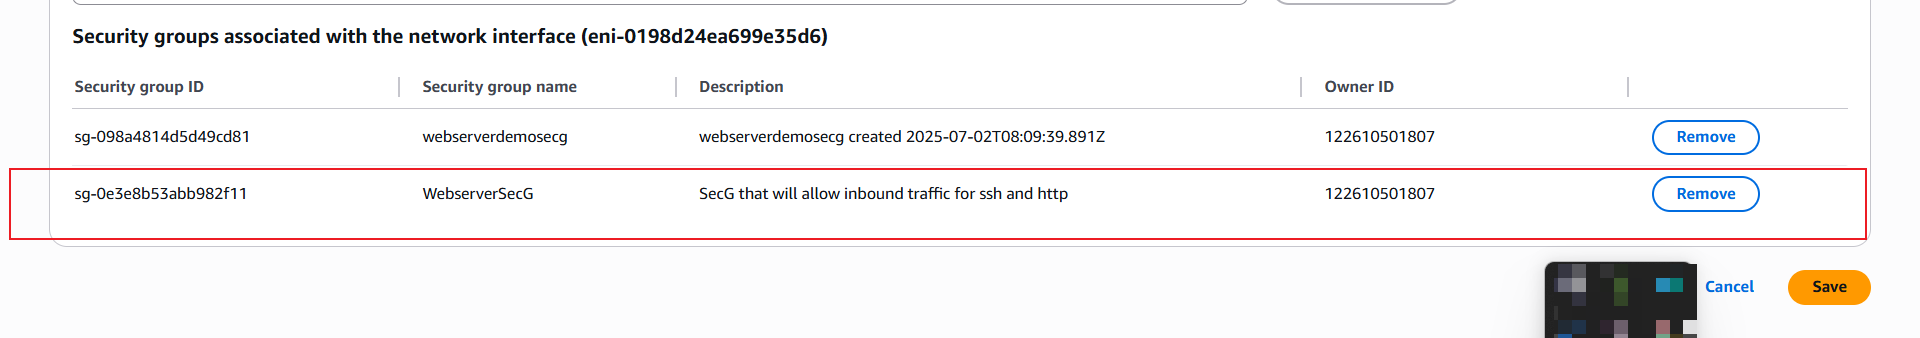 Security groups associated with the network interface (eni-0198d24ea699e35d6)
Security group ID Security group name Description Owner ID
sg-098a4814d5d49cd81 webserverdemosecg webserverdemosecg created 2025-07-02T08:09:39.891Z 122610501807 Remove
sg-0e3e8b53abb982f11 WebserverSecG SecG that will allow inbound traffic for ssh and http 122610501807 Remove
Cancel Save